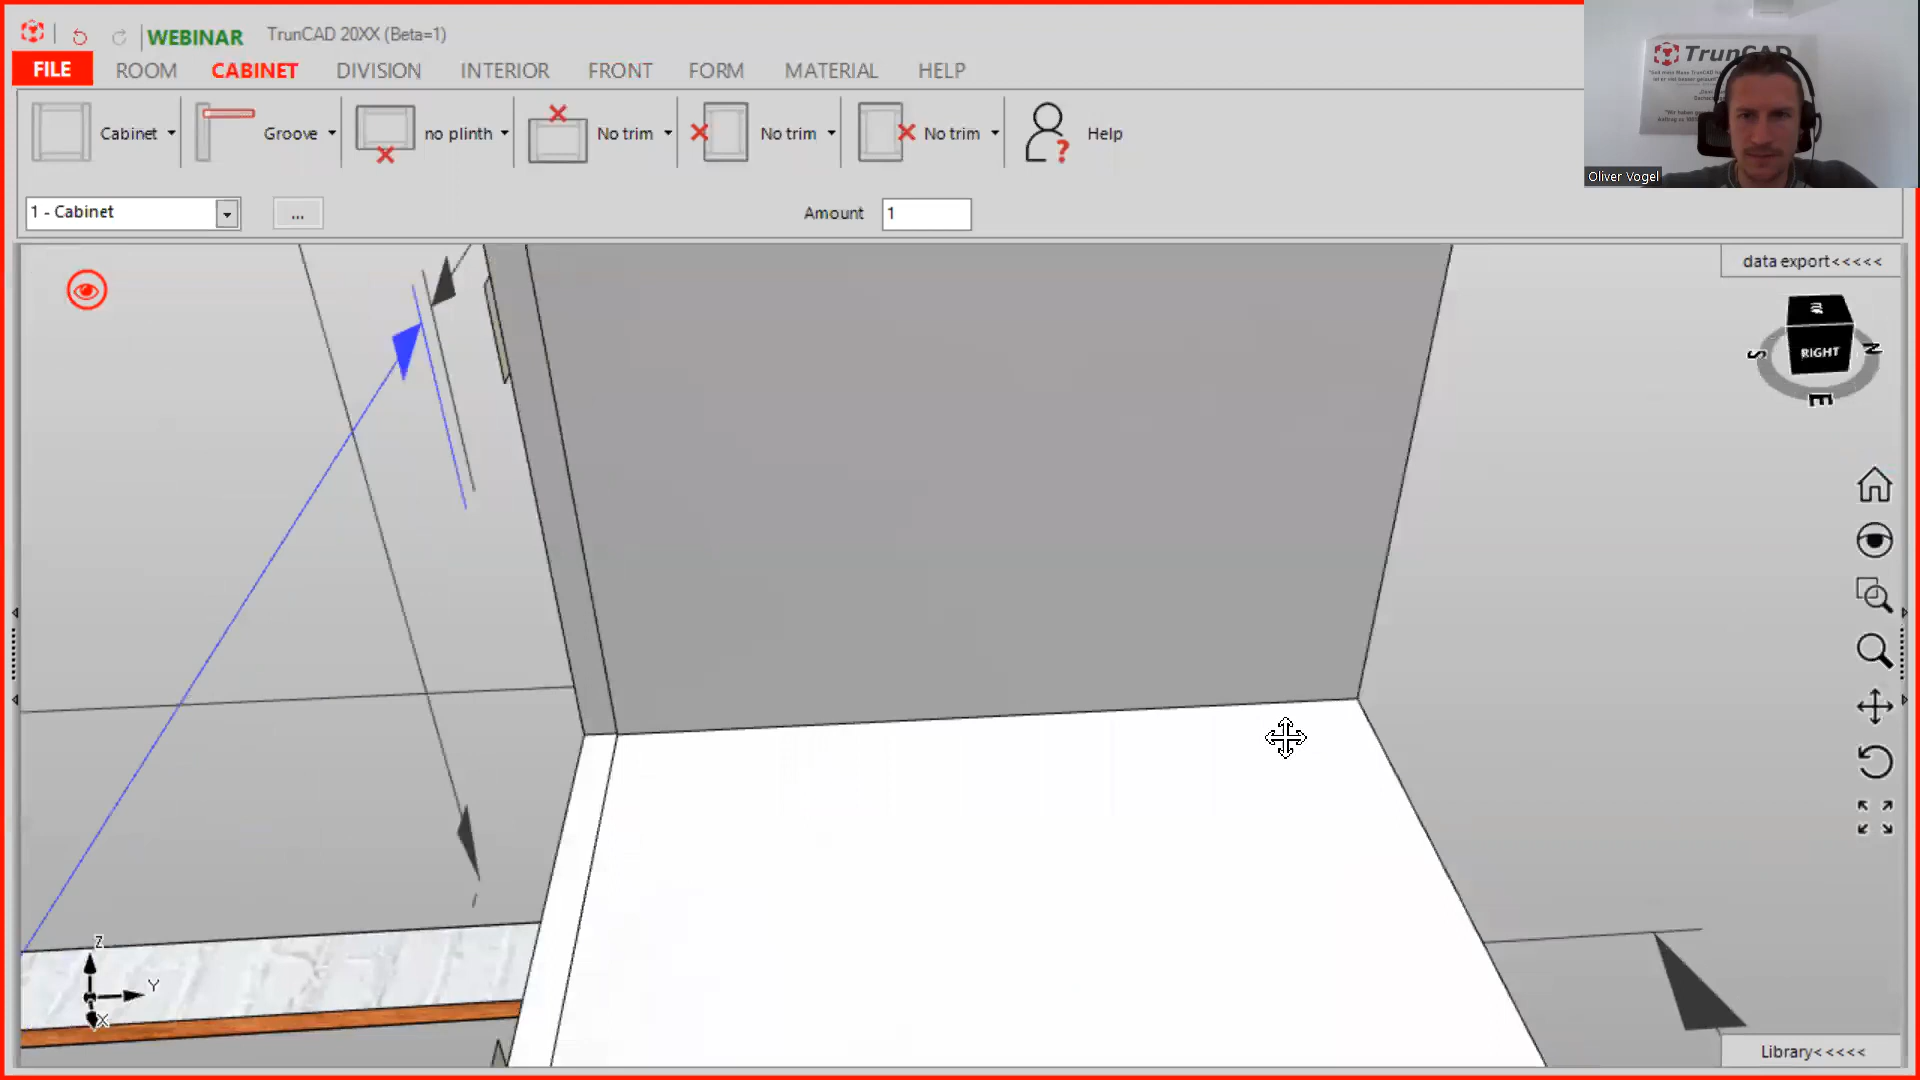 WEBINAR TrunCAD 20XX (Beta=1)
FILE ROOM CABINET DIVISION INTERIOR FRONT FORM MATERIAL HELP
Cabinet Groove no plinth No trim No trim No trim Help
1 - Cabinet ... Amount 1
TrunCAD
Oliver Vogel
data export<<<<<
RIGHT
S
N
E
Z
Y
X
Library<<<<<